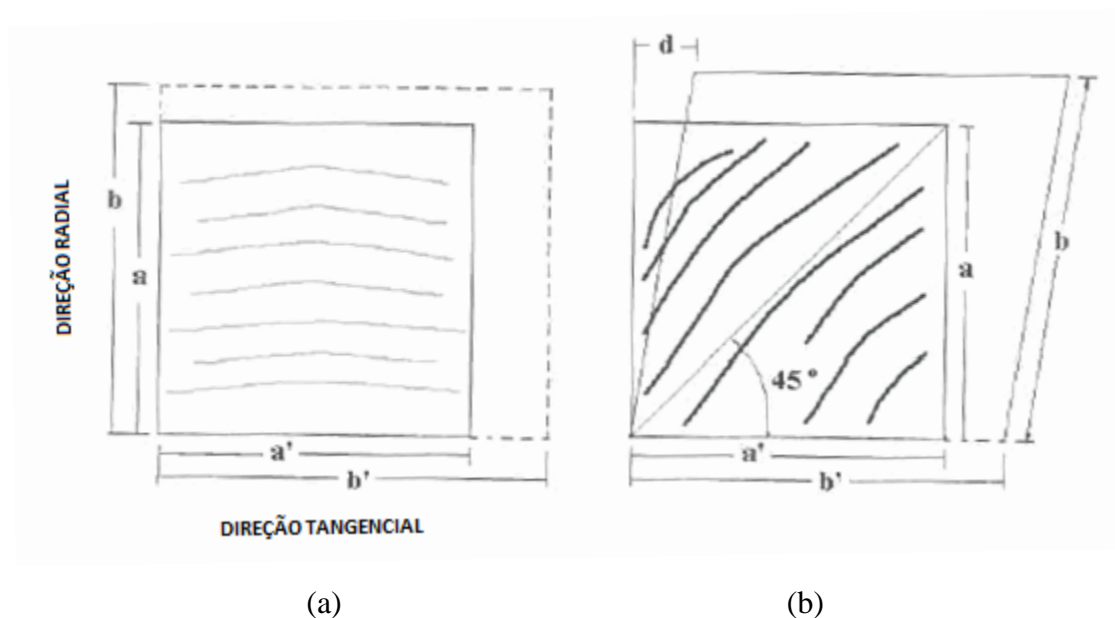 d
b
a
DIREÇÃO RADIAL
a'
b'
DIREÇÃO TANGENCIAL
b
a
45°
a'
b'
(a)
(b)